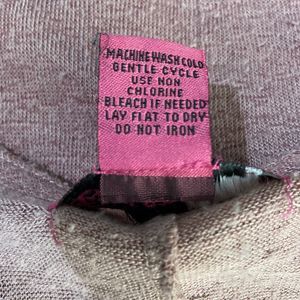 MACHINE WASH COLD
GENTLE CYCLE
USE NON
CHLORINE
BLEACH IF NEEDED
LAY FLAT TO DRY
DO NOT IRON